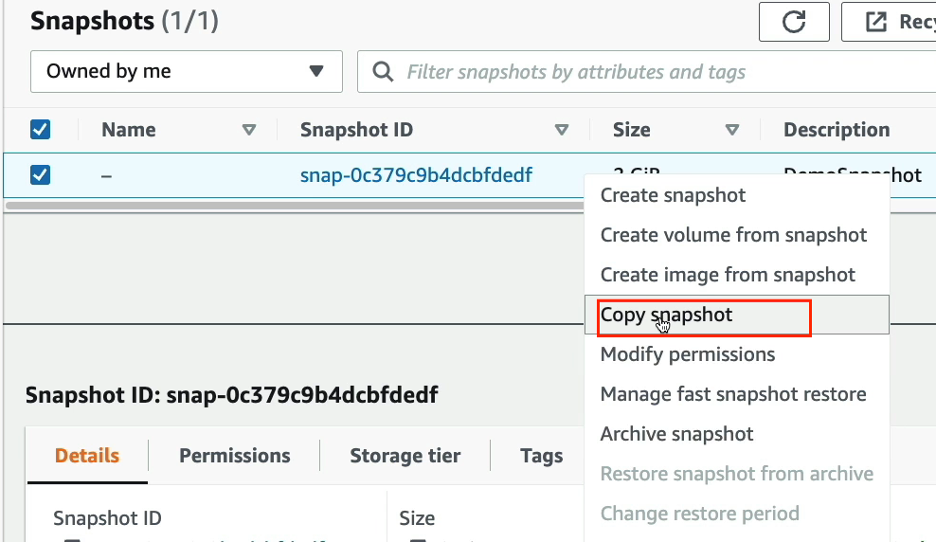 Snapshots (1/1)
Recy
Owned by me
Filter snapshots by attributes and tags
Name Snapshot ID Size Description
– snap-0c379c9b4dcbfdedf 2 GiB DemoSnapshot
Create snapshot
Create volume from snapshot
Create image from snapshot
Copy snapshot
Modify permissions
Manage fast snapshot restore
Archive snapshot
Restore snapshot from archive
Change restore period
Snapshot ID: snap-0c379c9b4dcbfdedf
Details Permissions Storage tier Tags
Snapshot ID Size